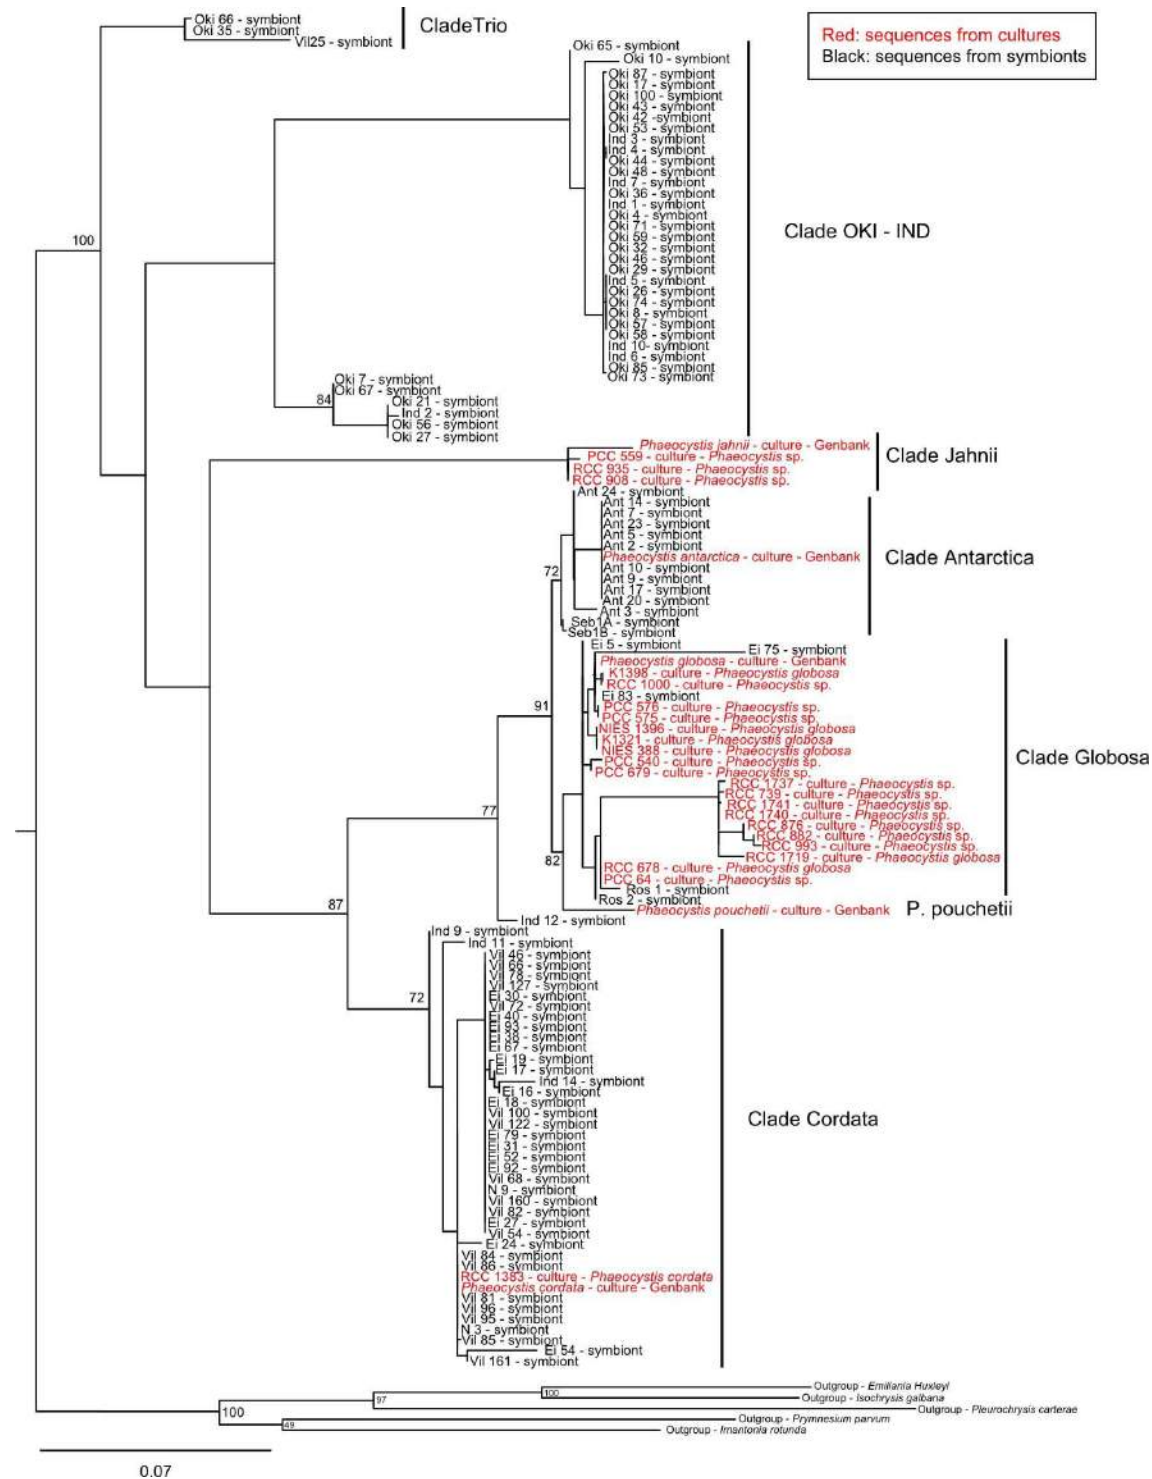 Oki 66 - symbiont
Oki 35 - symbiont
Vil25 - symbiont
CladeTrio
Red: sequences from cultures
Black: sequences from symbionts
Oki 65 - symbiont
Oki 10 - symbiont
Oki 87 - symbiont
Oki 17 - symbiont
Oki 100 - symbiont
Oki 43 - symbiont
Oki 42 -symbiont
Oki 53 - symbiont
Ind 3 - symbiont
Ind 4 - symbiont
Oki 44 - symbiont
Oki 48 - symbiont
Ind 7 - symbiont
Oki 36 - symbiont
Ind 1 - symbiont
Oki 4 - symbiont
Oki 71 - symbiont
Oki 59 - symbiont
Oki 32 - symbiont
Oki 46 - symbiont
Oki 29 - symbiont
Ind 5 - symbiont
Oki 26 - symbiont
Oki 74 - symbiont
Oki 8 - symbiont
Oki 57 - symbiont
Oki 58 - symbiont
Ind 10- symbiont
Ind 6 - symbiont
Oki 85 - symbiont
Oki 73 - symbiont
Clade OKI - IND
100
84
Oki 7 - symbiont
Oki 67 - symbiont
Oki 21 - symbiont
Ind 2 - symbiont
Oki 56 - symbiont
Oki 27 - symbiont
Phaeocystis jahnii - culture - Genbank
PCC 559 - culture - Phaeocystis sp.
RCC 935 - culture - Phaeocystis sp.
RCC 908 - culture - Phaeocystis sp.
Clade Jahnii
Ant 24 - symbiont
Ant 14 - symbiont
Ant 7 - symbiont
Ant 23 - symbiont
Ant 5 - symbiont
Ant 2 - symbiont
Phaeocystis antarctica - culture - Genbank
Ant 10 - symbiont
Ant 9 - symbiont
Ant 17 - symbiont
Ant 20 - symbiont
Ant 3 - symbiont
Seb1A - symbiont
Seb1B - symbiont
Clade Antarctica
72
Ei 5 - symbiont
Ei 75 - symbiont
Phaeocystis globosa - culture - Genbank
K1398 - culture - Phaeocystis globosa
RCC 1000 - culture - Phaeocystis sp.
Ei 83 - symbiont
PCC 576 - culture - Phaeocystis sp.
PCC 575 - culture - Phaeocystis sp.
NIES 1396 - culture - Phaeocystis globosa
K1321 - culture - Phaeocystis globosa
NIES 388 - culture - Phaeocystis globosa
PCC 540 - culture - Phaeocystis sp.
PCC 679 - culture - Phaeocystis sp.
RCC 1737 - culture - Phaeocystis sp.
RCC 739 - culture - Phaeocystis sp.
RCC 1741 - culture - Phaeocystis sp.
RCC 1740 - culture - Phaeocystis sp.
RCC 876 - culture - Phaeocystis sp.
RCC 882 - culture - Phaeocystis sp.
RCC 993 - culture - Phaeocystis sp.
RCC 1719 - culture - Phaeocystis globosa
RCC 678 - culture - Phaeocystis globosa
PCC 64 - culture - Phaeocystis sp.
Ros 1 - symbiont
Ros 2 - symbiont
Clade Globosa
91
77
82
Phaeocystis pouchetii - culture - Genbank
P. pouchetii
87
Ind 12 - symbiont
Ind 9 - symbiont
Ind 11 - symbiont
Vil 46 - symbiont
Vil 66 - symbiont
Vil 78 - symbiont
Vil 127 - symbiont
Ei 30 - symbiont
Vil 72 - symbiont
Ei 40 - symbiont
Ei 93 - symbiont
Ei 38 - symbiont
Ei 67 - symbiont
Ei 19 - symbiont
Ei 17 - symbiont
Ind 14 - symbiont
Ei 16 - symbiont
Ei 18 - symbiont
Vil 100 - symbiont
Vil 122 - symbiont
Ei 79 - symbiont
Ei 31 - symbiont
Ei 52 - symbiont
Ei 92 - symbiont
Vil 68 - symbiont
N 9 - symbiont
Vil 160 - symbiont
Vil 82 - symbiont
Ei 27 - symbiont
Vil 54 - symbiont
Ei 24 - symbiont
Vil 84 - symbiont
Vil 86 - symbiont
RCC 1383 - culture - Phaeocystis cordata
Phaeocystis cordata - culture - Genbank
Vil 81 - symbiont
Vil 96 - symbiont
Vil 95 - symbiont
N 3 - symbiont
Vil 85 - symbiont
Ei 54 - symbiont
Vil 161 - symbiont
Clade Cordata
72
Outgroup - Emiliania Huxleyi
Outgroup - Isochrysis galbana
Outgroup - Pleurochrysis carterae
Outgroup - Prymnesium parvum
Outgroup - Imantonia rotunda
100
97
100
49
0.07